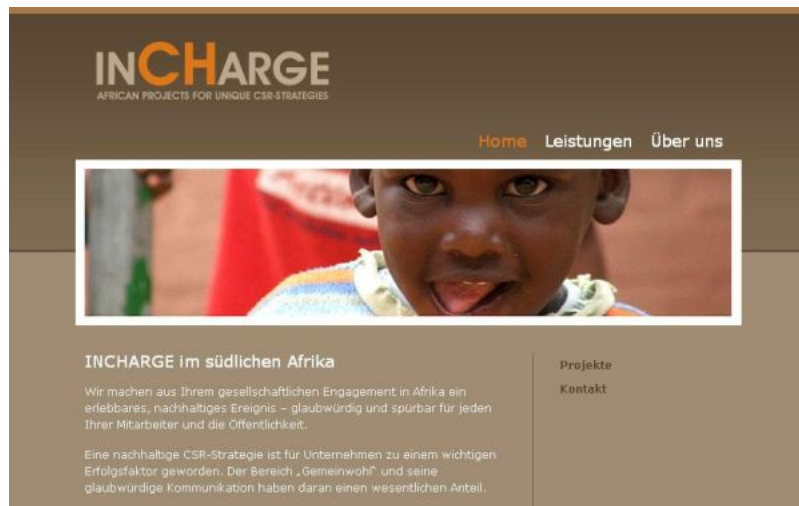 INCHARGE
AFRICAN PROJECTS FOR UNIQUE CSR-STRATEGIES
Home Leistungen Über uns
INCHARGE im südlichen Afrika
Wir machen aus Ihrem gesellschaftlichen Engagement in Afrika ein
erlebbares, nachhaltiges Ereignis – glaubwürdig und spürbar für jeden
Ihrer Mitarbeiter und die Öffentlichkeit.
Eine nachhaltige CSR-Strategie ist für Unternehmen zu einem wichtigen
Erfolgsfaktor geworden. Der Bereich „Gemeinwohl“ und seine
glaubwürdige Kommunikation haben daran einen wesentlichen Anteil.
Projekte
Kontakt